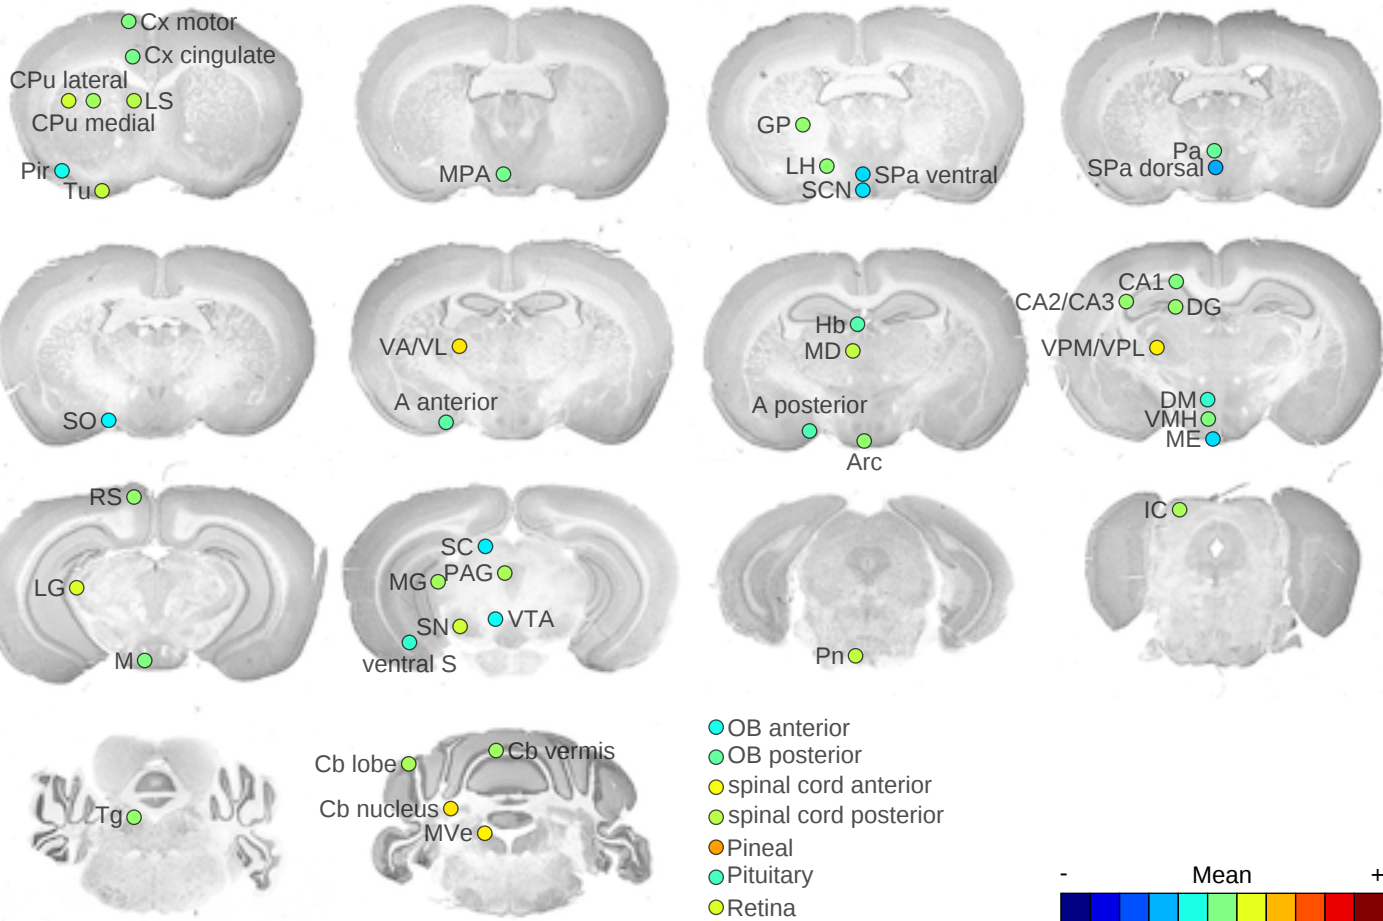 Cx motor
Cx cingulate
CPu lateral
LS
CPu medial
Pir
Tu
MPA
GP
LH
SPa ventral
SCN
Pa
SPa dorsal
SO
VA/VL
A anterior
Hb
MD
A posterior
Arc
CA1
CA2/CA3
DG
VPM/VPL
DM
VMH
ME
RS
LG
M
SC
MG
PAG
SN
VTA
ventral S
Pn
IC
Tg
Cb lobe
Cb vermis
Cb nucleus
MVe
OB anterior
OB posterior
spinal cord anterior
spinal cord posterior
Pineal
Pituitary
Retina
- Mean +